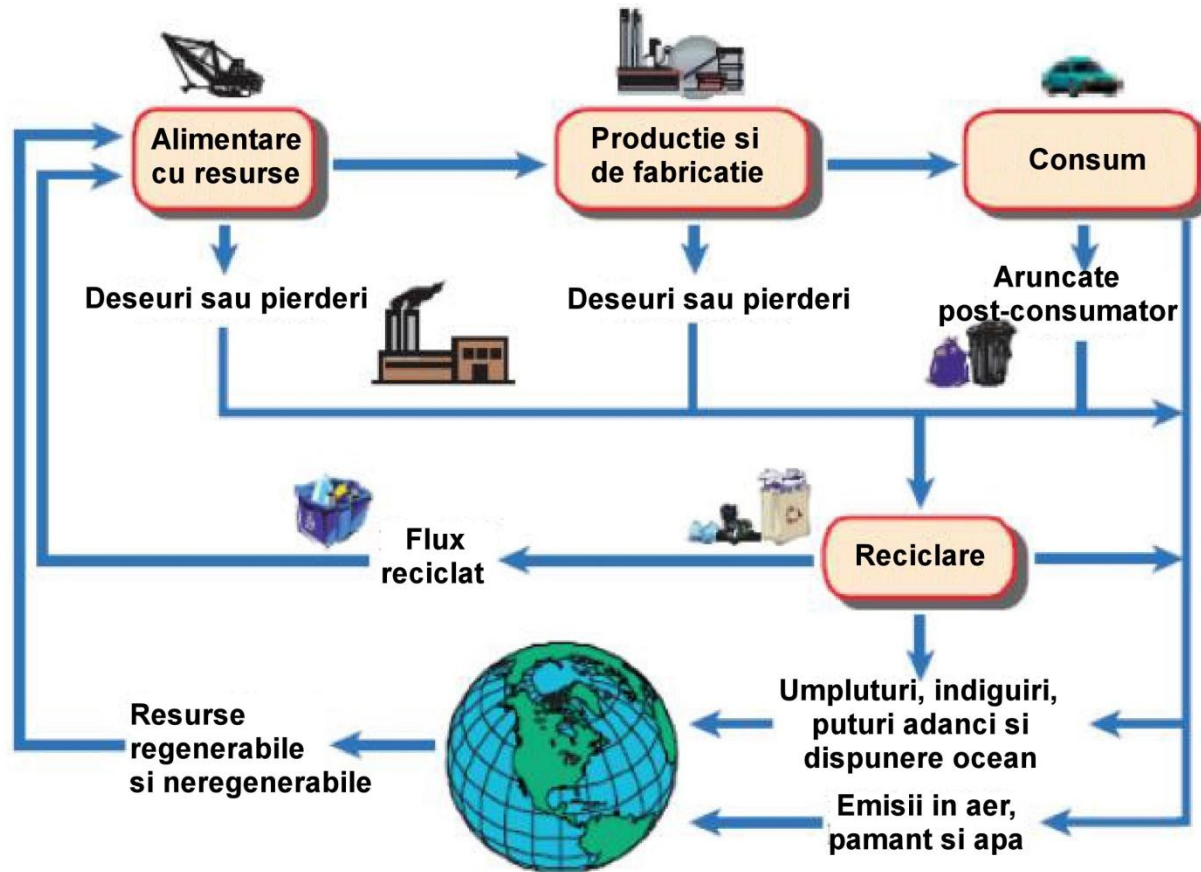 Alimentare
cu resurse
Productie si
de fabricatie
Consum
Deseuri sau pierderi
Deseuri sau pierderi
Aruncate
post-consumator
Flux
reciclat
Reciclare
Resurse
regenerabile
si neregenerabile
Umpluturi, indiguiri,
puturi adanci si
dispunere ocean
Emisii in aer,
pamant si apa